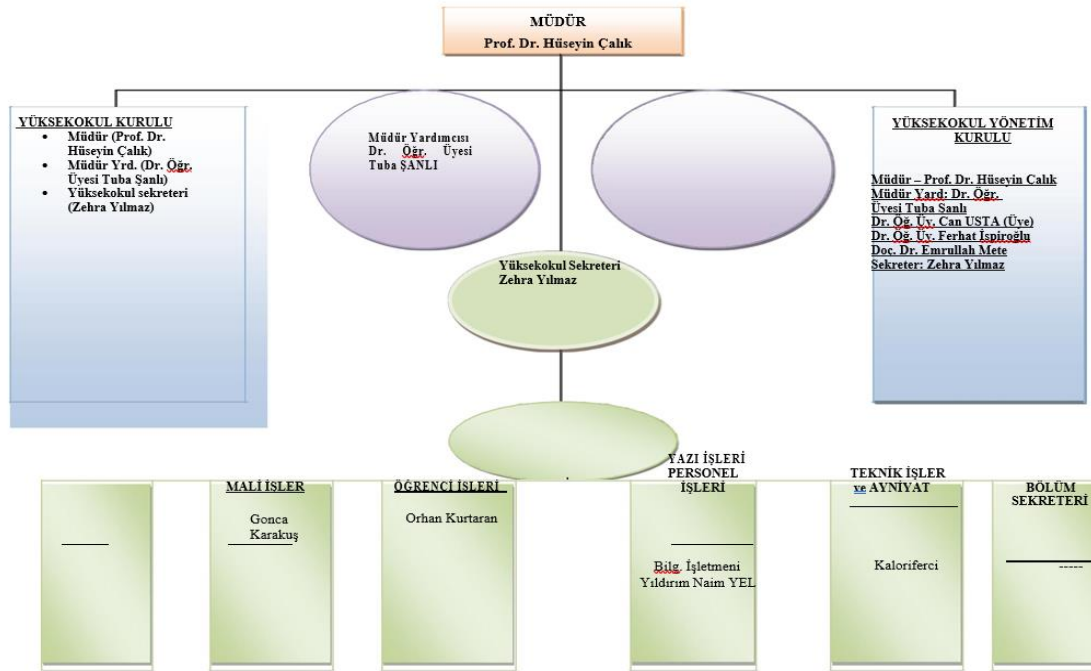 MÜDÜR
Prof. Dr. Hüseyin Çalık
YÜKSEKOKUL KURULU
• Müdür (Prof. Dr.
Hüseyin Çalık)
• Müdür Yrd. (Dr. Öğr.
Üyesi Tuba Şanlı)
• Yüksekokul sekreteri
(Zehra Yılmaz)
Müdür Yardımcısı
Dr. Öğr. Üyesi
Tuba ŞANLI
YÜKSEKOKUL YÖNETİM
KURULU
Müdür – Prof. Dr. Hüseyin Çalık
Müdür Yard: Dr. Öğr.
Üyesi Tuba Şanlı
Dr. Öğ. Üy. Can USTA (Üye)
Dr. Öğ. Üy. Ferhat İspiroğlu
Doç. Dr. Emrullah Mete
Sekreter: Zehra Yılmaz
Yüksekokul Sekreteri
Zehra Yılmaz
MALİ İŞLER
Gonca
Karakuş
ÖĞRENCİ İŞLERİ
Orhan Kurtaran
YAZI İŞLERİ
PERSONEL
İŞLERİ
Bilg. İşletmeni
Yıldırım Naim YEL
TEKNİK İŞLER
ve AYNİYAT
Kaloriferci
BÖLÜM
SEKRETERİ
-----